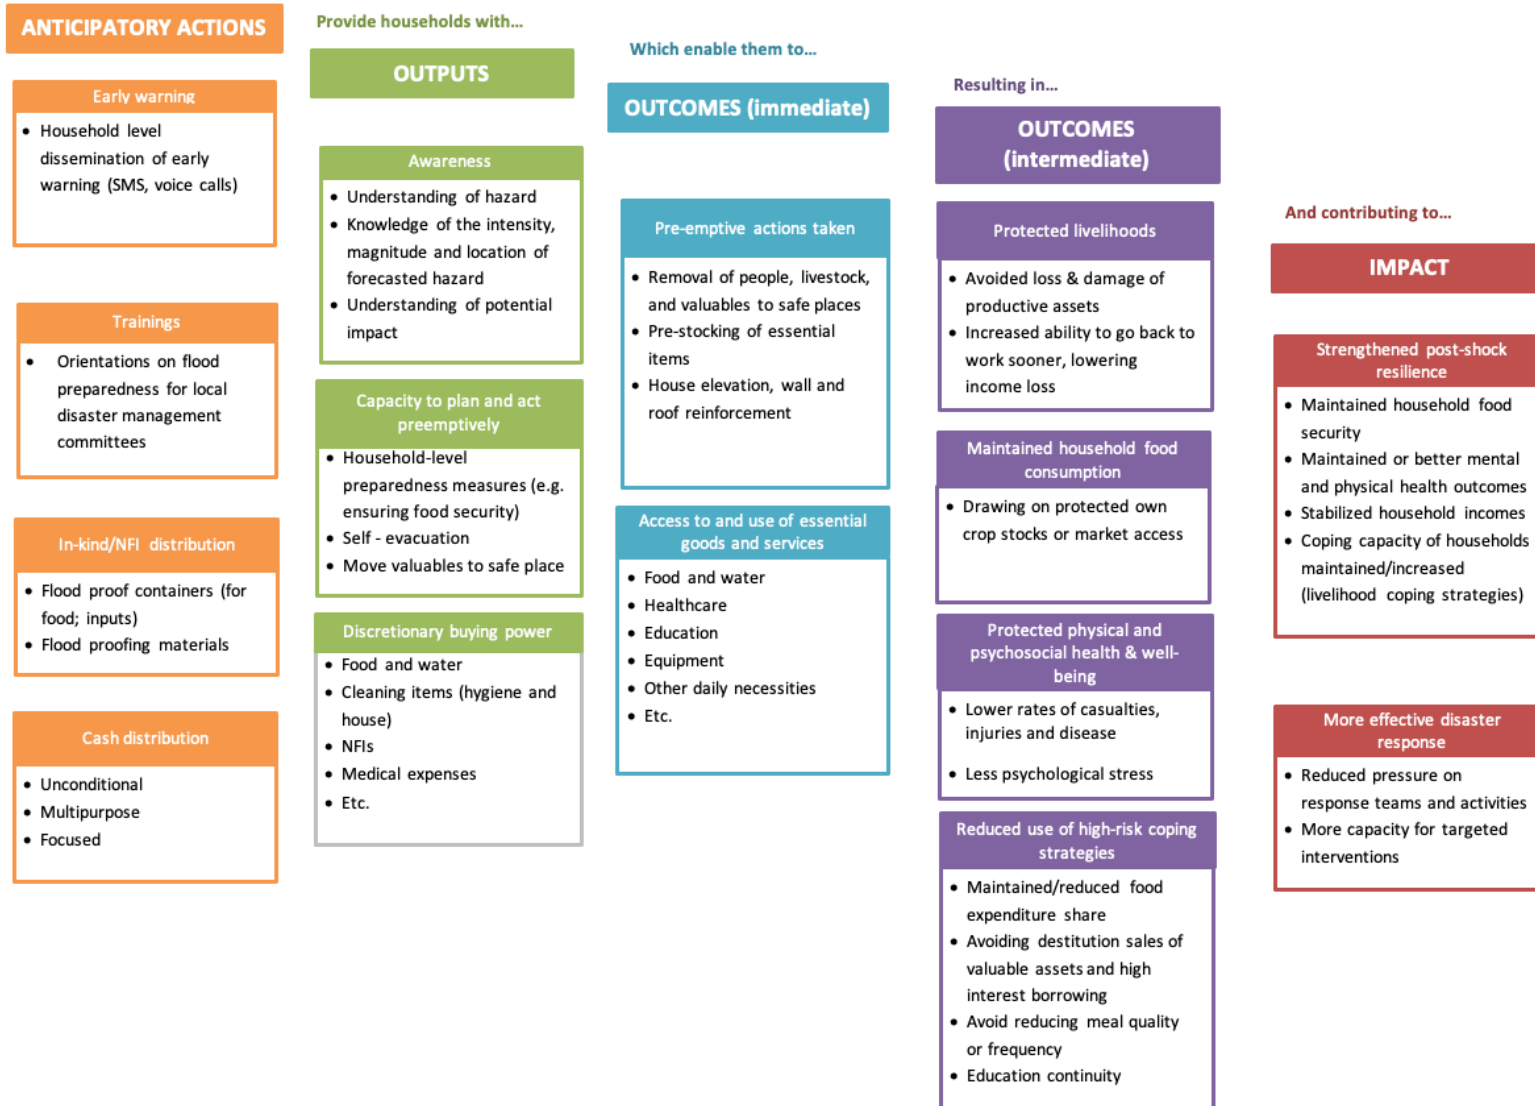 ANTICIPATORY ACTIONS
Early warning
• Household level
dissemination of early
warning (SMS, voice calls)
Trainings
• Orientations on flood
preparedness for local
disaster management
committees
In-kind/NFI distribution
• Flood proof containers (for
food; inputs)
• Flood proofing materials
Cash distribution
• Unconditional
• Multipurpose
• Focused
Provide households with...
OUTPUTS
Awareness
• Understanding of hazard
• Knowledge of the intensity,
magnitude and location of
forecasted hazard
• Understanding of potential
impact
Capacity to plan and act
preemptively
• Household-level
preparedness measures (e.g.
ensuring food security)
• Self - evacuation
• Move valuables to safe place
Discretionary buying power
• Food and water
• Cleaning items (hygiene and
house)
• NFIs
• Medical expenses
• Etc.
Which enable them to...
OUTCOMES (immediate)
Pre-emptive actions taken
• Removal of people, livestock,
and valuables to safe places
• Pre-stocking of essential
items
• House elevation, wall and
roof reinforcement
Access to and use of essential
goods and services
• Food and water
• Healthcare
• Education
• Equipment
• Other daily necessities
• Etc.
Resulting in...
OUTCOMES
(intermediate)
Protected livelihoods
• Avoided loss & damage of
productive assets
• Increased ability to go back to
work sooner, lowering
income loss
Maintained household food
consumption
• Drawing on protected own
crop stocks or market access
Protected physical and
psychosocial health & well-
being
• Lower rates of casualties,
injuries and disease
• Less psychological stress
Reduced use of high-risk coping
strategies
• Maintained/reduced food
expenditure share
• Avoiding destitution sales of
valuable assets and high
interest borrowing
• Avoid reducing meal quality
or frequency
• Education continuity
And contributing to...
IMPACT
Strengthened post-shock
resilience
• Maintained household food
security
• Maintained or better mental
and physical health outcomes
• Stabilized household incomes
• Coping capacity of households
maintained/increased
(livelihood coping strategies)
More effective disaster
response
• Reduced pressure on
response teams and activities
• More capacity for targeted
interventions